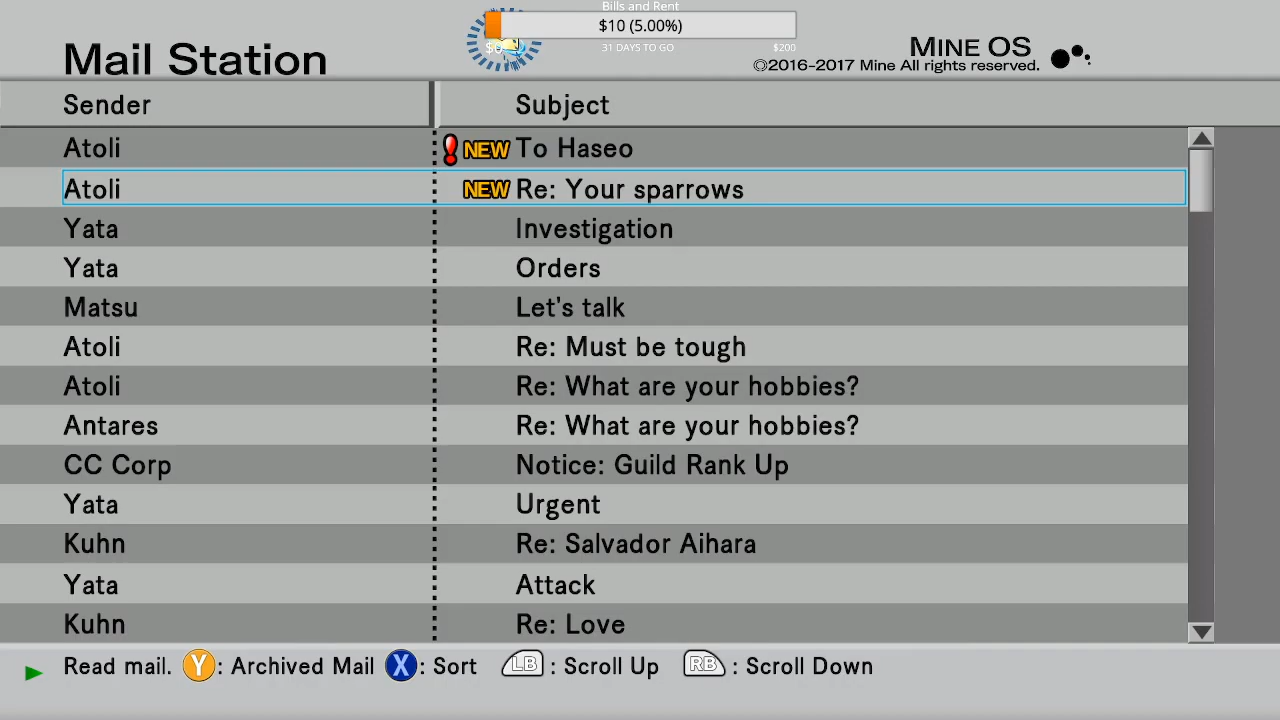 Bills and Rent
$10 (5.00%)
$0 31 DAYS TO GO $200
Mail Station
MINE OS
©2016-2017 Mine All rights reserved.
Sender Subject
Atoli NEW To Haseo
Atoli NEW Re: Your sparrows
Yata Investigation
Yata Orders
Matsu Let's talk
Atoli Re: Must be tough
Atoli Re: What are your hobbies?
Antares Re: What are your hobbies?
CC Corp Notice: Guild Rank Up
Yata Urgent
Kuhn Re: Salvador Aihara
Yata Attack
Kuhn Re: Love
Read mail. Y : Archived Mail X : Sort LB : Scroll Up RB : Scroll Down